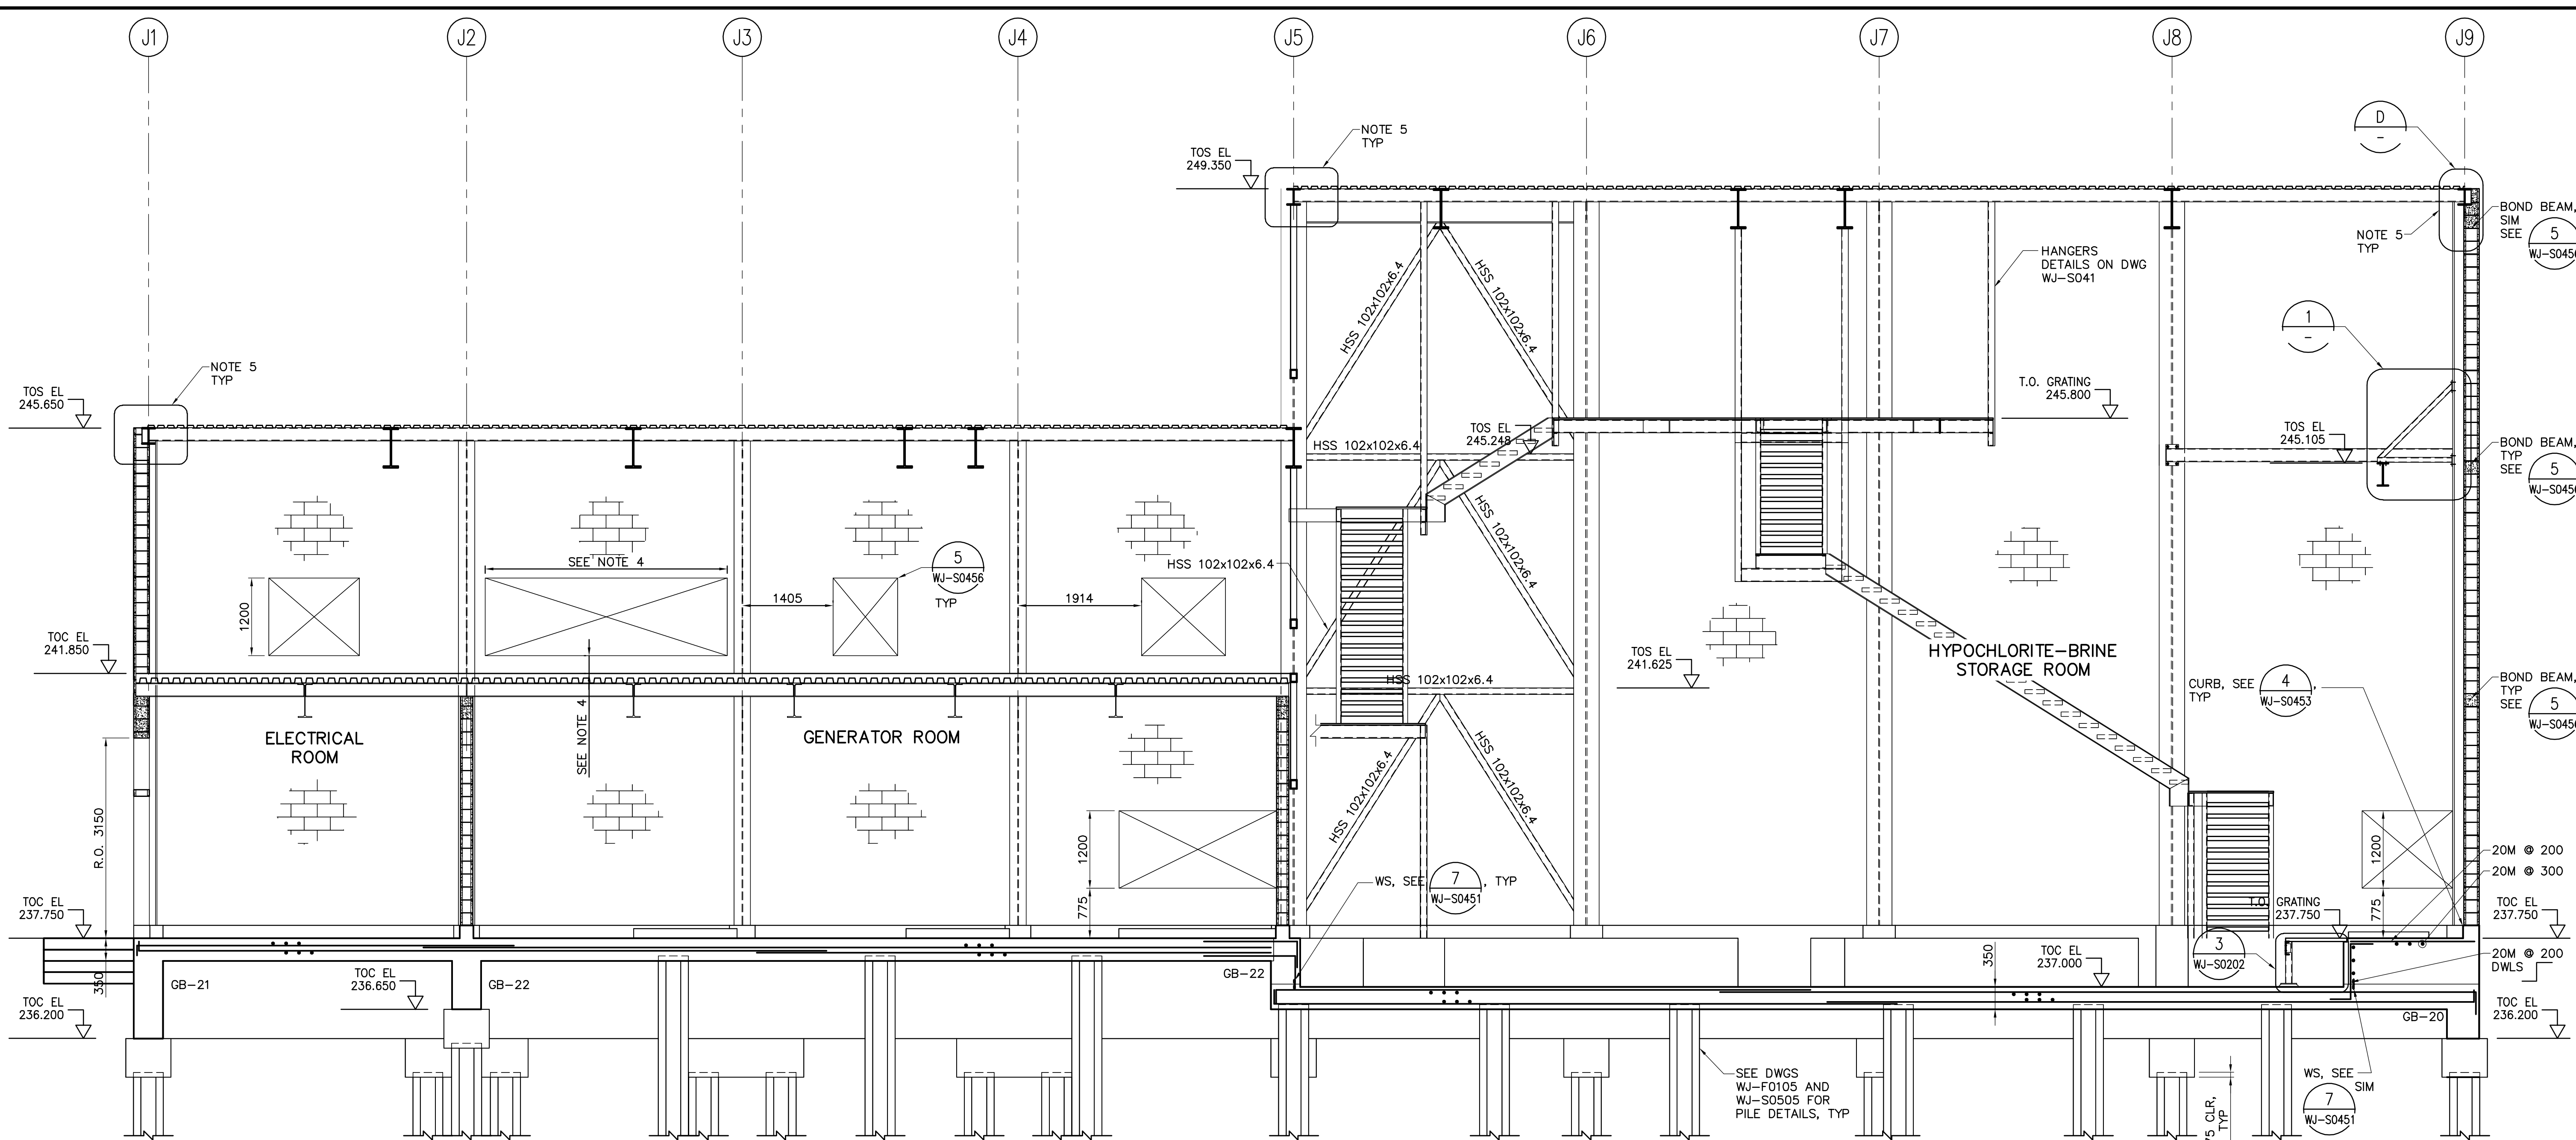 J1
J2
J3
J4
J5
J6
J7
J8
J9
NOTE 5
TYP
TOS EL
249.350
D
-
BOND BEAM,
SIM
SEE
5
NOTE 5
TYP
HANGERS
DETAILS ON DWG
WJ-S041
HSS 102x102x6.4
HSS 102x102x6.4
1
-
NOTE 5
TYP
TOS EL
245.650
T.O. GRATING
245.800
TOS EL
245.248
HSS 102x102x6.4
TOS EL
245.105
BOND BEAM,
TYP
SEE
5
SEE NOTE 4
5
WJ-S0456
TYP
HSS 102x102x6.4
HSS 102x102x6.4
1200
1405
1914
TOC EL
241.850
TOS EL
241.625
HYPOCHLORITE-BRINE
STORAGE ROOM
HSS 102x102x6.4
CURB, SEE
4
WJ-S0453
,
TYP
BOND BEAM,
TYP
SEE
5
SEE NOTE 4
ELECTRICAL
ROOM
GENERATOR ROOM
HSS 102x102x6.4
HSS 102x102x6.4
R.O. 3150
1200
775
WS, SEE
7
WJ-S0451
, TYP
1200
775
20M @ 200
20M @ 300
TOC EL
237.750
T.O. GRATING
237.750
TOC EL
237.750
350
GB-21
TOC EL
236.650
GB-22
GB-22
350
TOC EL
237.000
3
WJ-S0202
20M @ 200
DWLS
TOC EL
236.200
TOC EL
236.200
GB-20
SEE DWGS
WJ-F0105 AND
WJ-S0505 FOR
PILE DETAILS, TYP
CLR,
TYP
WS, SEE
SIM
7
WJ-S0451